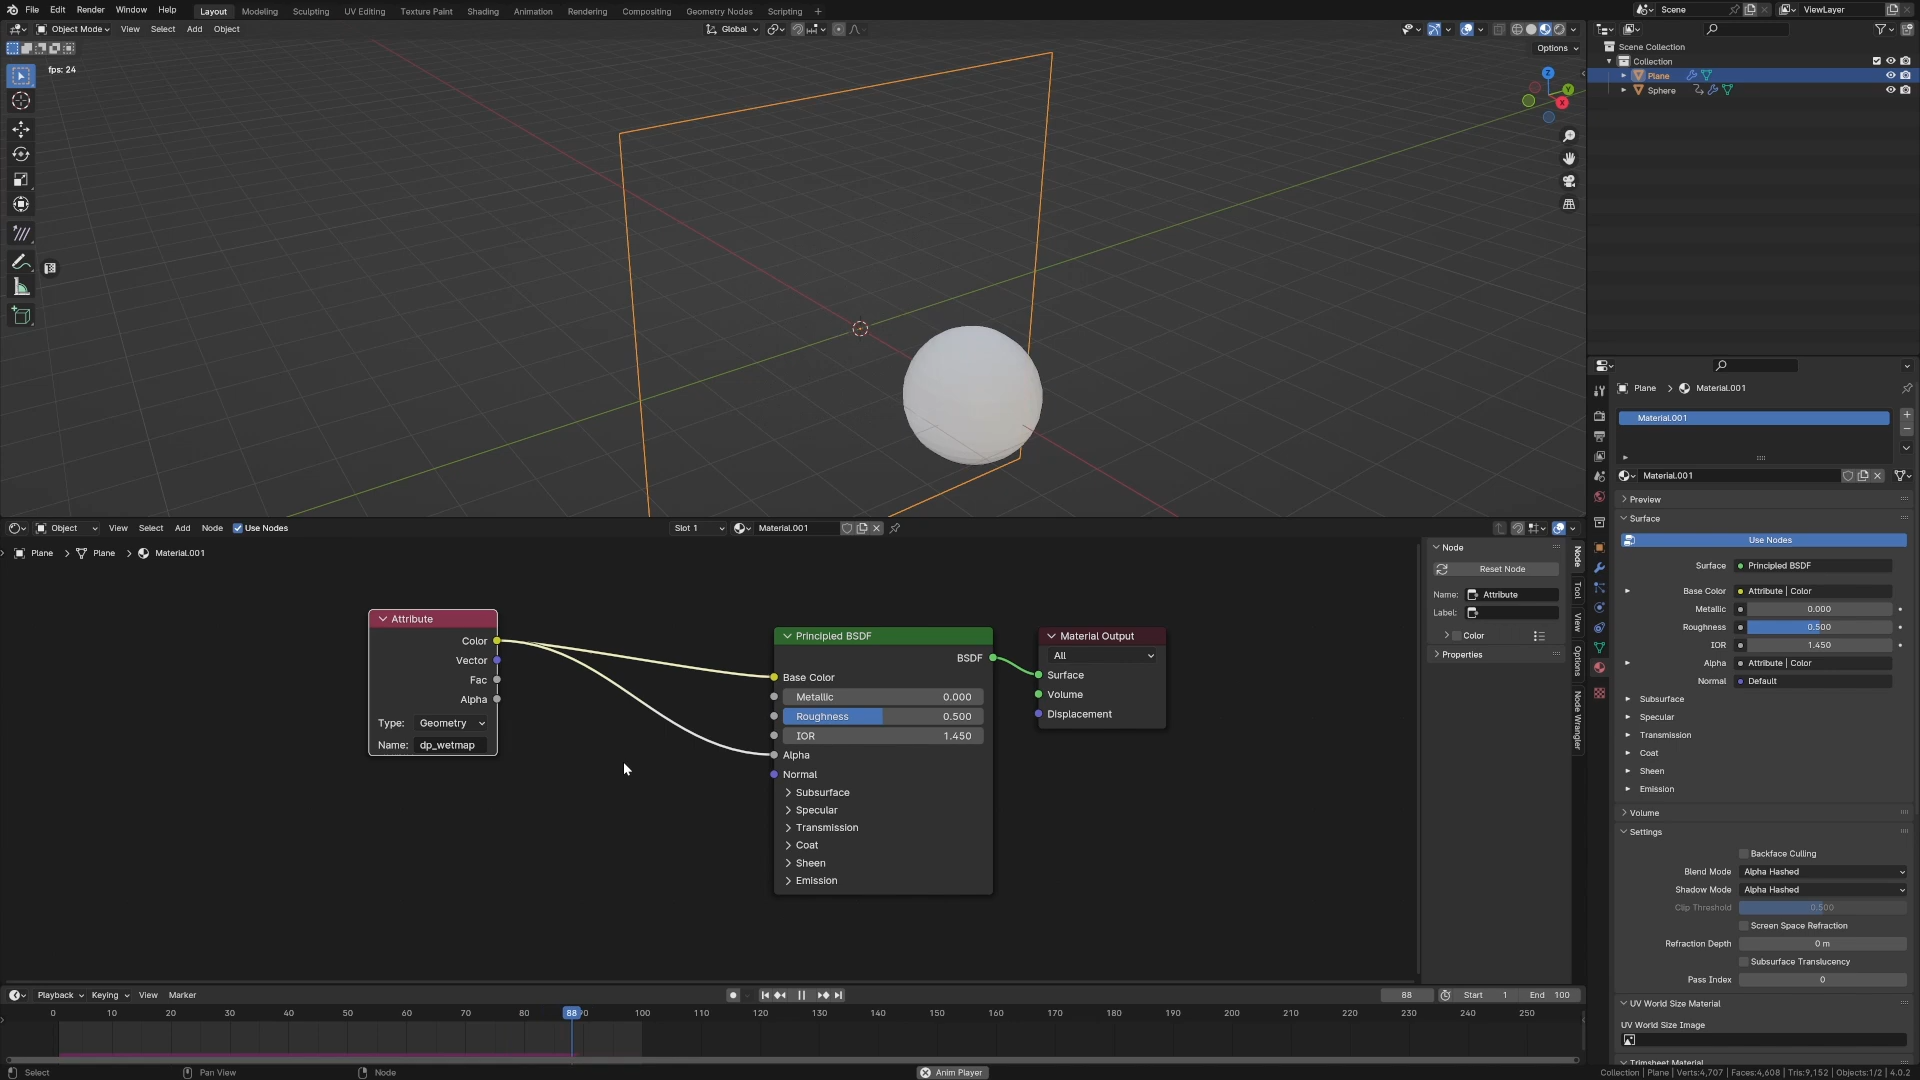 File Edit Render Window Help Layout Modeling Sculpting UV Editing Texture Paint Shading Animation Rendering Compositing Geometry Nodes Scripting + Scene ViewLayer
Object Mode View Select Add Object Global
Options
fps: 24
Scene Collection
Collection
Plane
Sphere
Z
Y
X
Plane > Material.001
Material.001
Material.001
Preview
Surface
Use Nodes
Surface Principled BSDF
Base Color Attribute | Color
Metallic 0.000
Roughness 0.500
IOR 1.450
Alpha Attribute | Color
Normal Default
Subsurface
Specular
Transmission
Coat
Sheen
Emission
Volume
Settings
Backface Culling
Blend Mode Alpha Hashed
Shadow Mode Alpha Hashed
Clip Threshold 0.500
Screen Space Refraction
Refraction Depth 0 m
Subsurface Translucency
Pass Index 0
UV World Size Material
UV World Size Image
Trimsheet Material
Object View Select Add Node Use Nodes Slot 1 Material.001
Plane > Plane > Material.001
Attribute
Color
Vector
Fac
Alpha
Type: Geometry
Name: dp_wetmap
Principled BSDF
BSDF
Base Color
Metallic 0.000
Roughness 0.500
IOR 1.450
Alpha
Normal
Subsurface
Specular
Transmission
Coat
Sheen
Emission
Material Output
All
Surface
Volume
Displacement
Node
Reset Node
Name: Attribute
Label:
Color
Properties
Node
Tool
View
Options
Node Wrangler
Playback Keying View Marker 88 Start 1 End 100
0 10 20 30 40 50 60 70 80 88 90 100 110 120 130 140 150 160 170 180 190 200 210 220 230 240 250
Select Pan View Node Anim Player Collection | Plane | Verts:4,707 | Faces:4,608 | Tris:9,152 | Objects:1/2 | 4.0.2